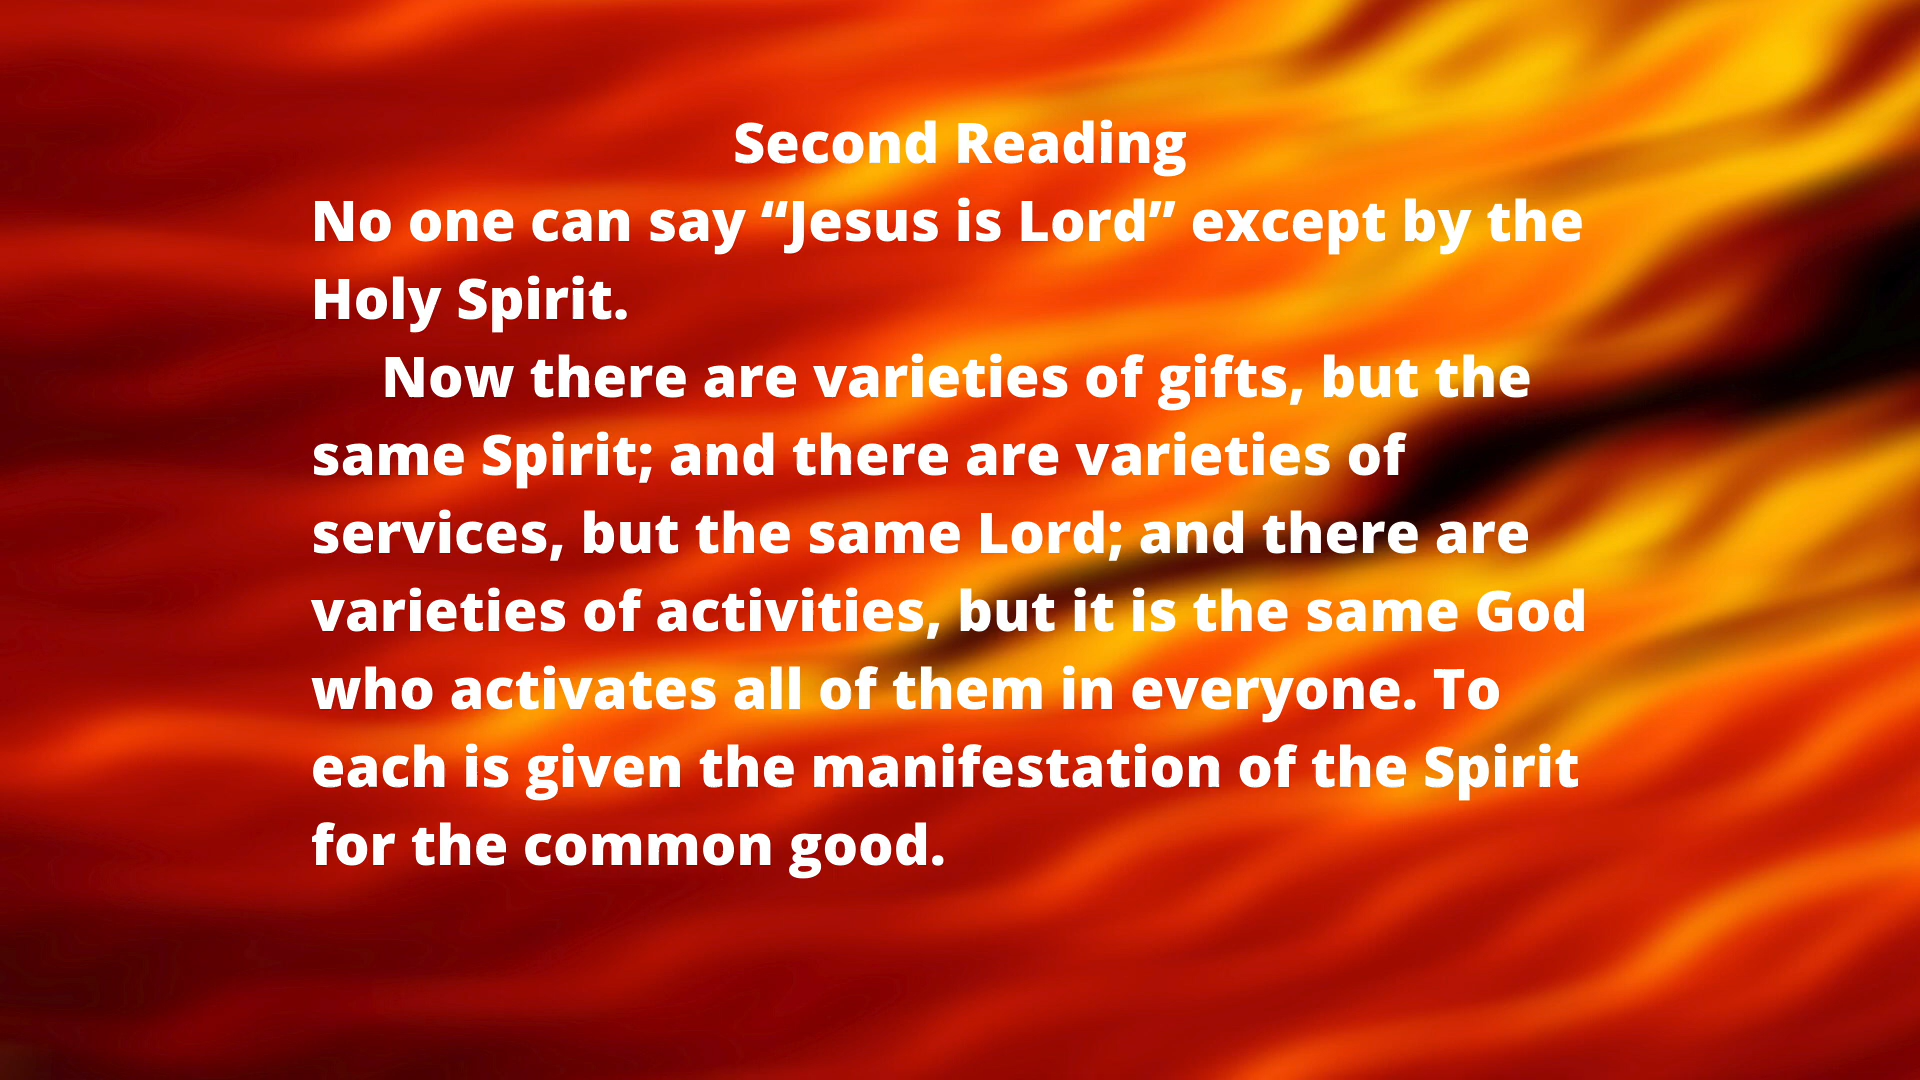 Second Reading
No one can say “Jesus is Lord” except by the
Holy Spirit.
Now there are varieties of gifts, but the
same Spirit; and there are varieties of
services, but the same Lord; and there are
varieties of activities, but it is the same God
who activates all of them in everyone. To
each is given the manifestation of the Spirit
for the common good.